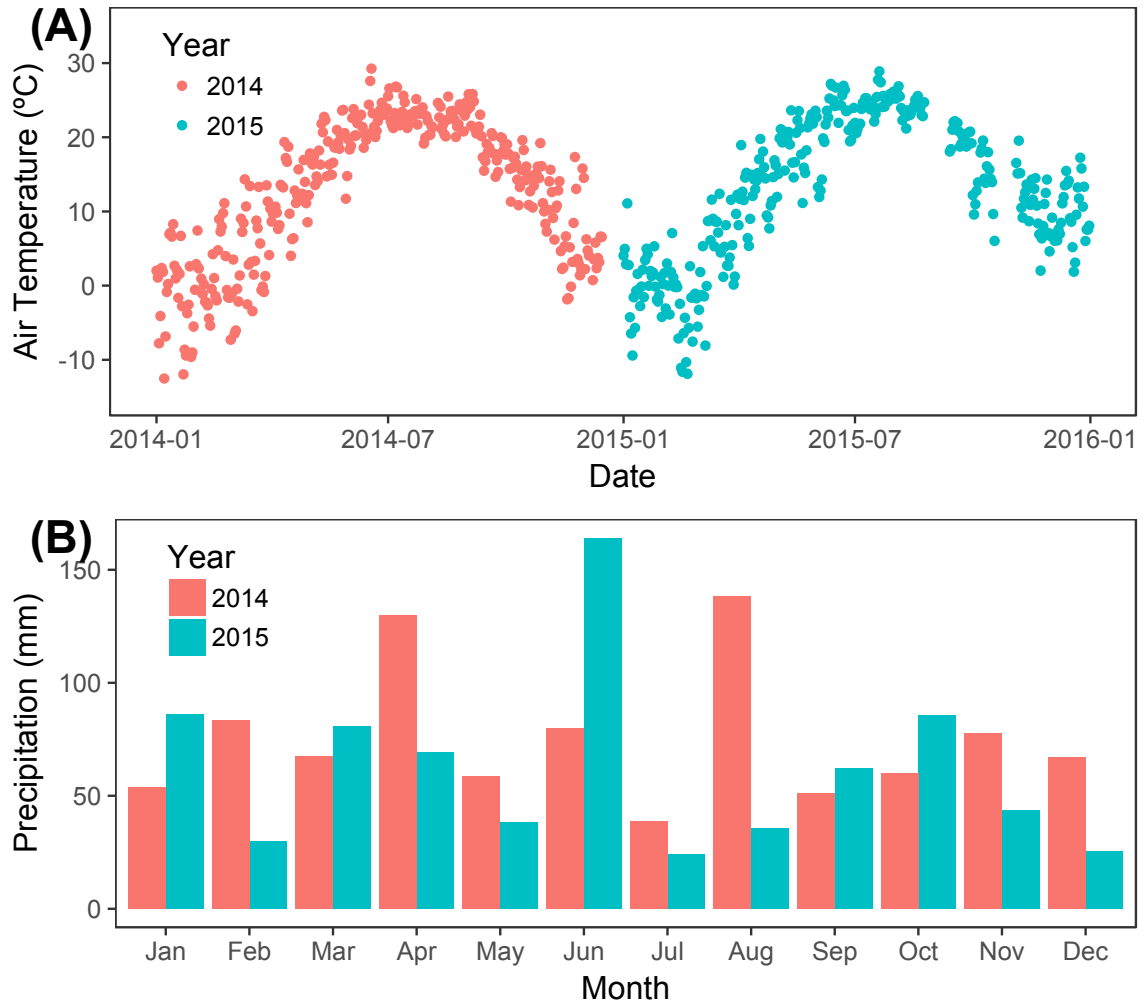 (A)
Year
2014
2015
Air Temperature (ºC)
30
20
10
0
-10
2014-01 2014-07 2015-01 2015-07 2016-01
Date
(B)
Year
2014
2015
Precipitation (mm)
150
100
50
0
Jan Feb Mar Apr May Jun Jul Aug Sep Oct Nov Dec
Month